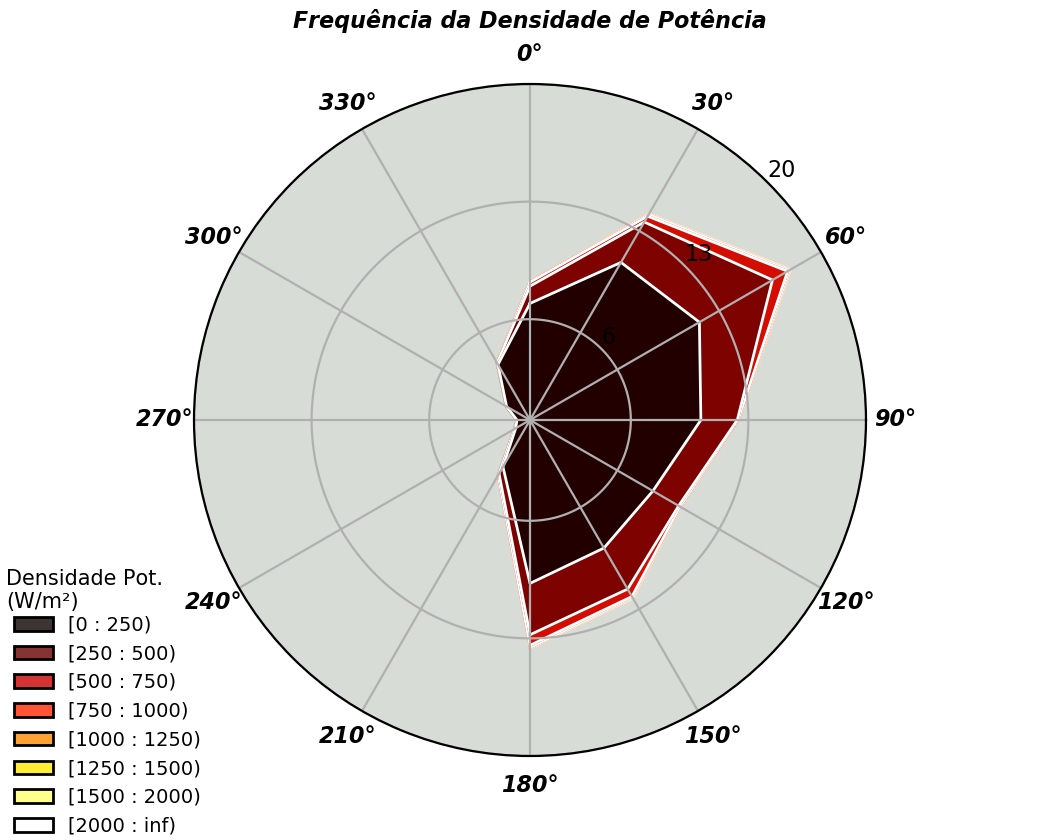 Frequência da Densidade de Potência
0°
330°
30°
20
300°
60°
13
6
270°
90°
240°
120°
210°
150°
180°
Densidade Pot.
(W/m²)
[0 : 250)
[250 : 500)
[500 : 750)
[750 : 1000)
[1000 : 1250)
[1250 : 1500)
[1500 : 2000)
[2000 : inf)